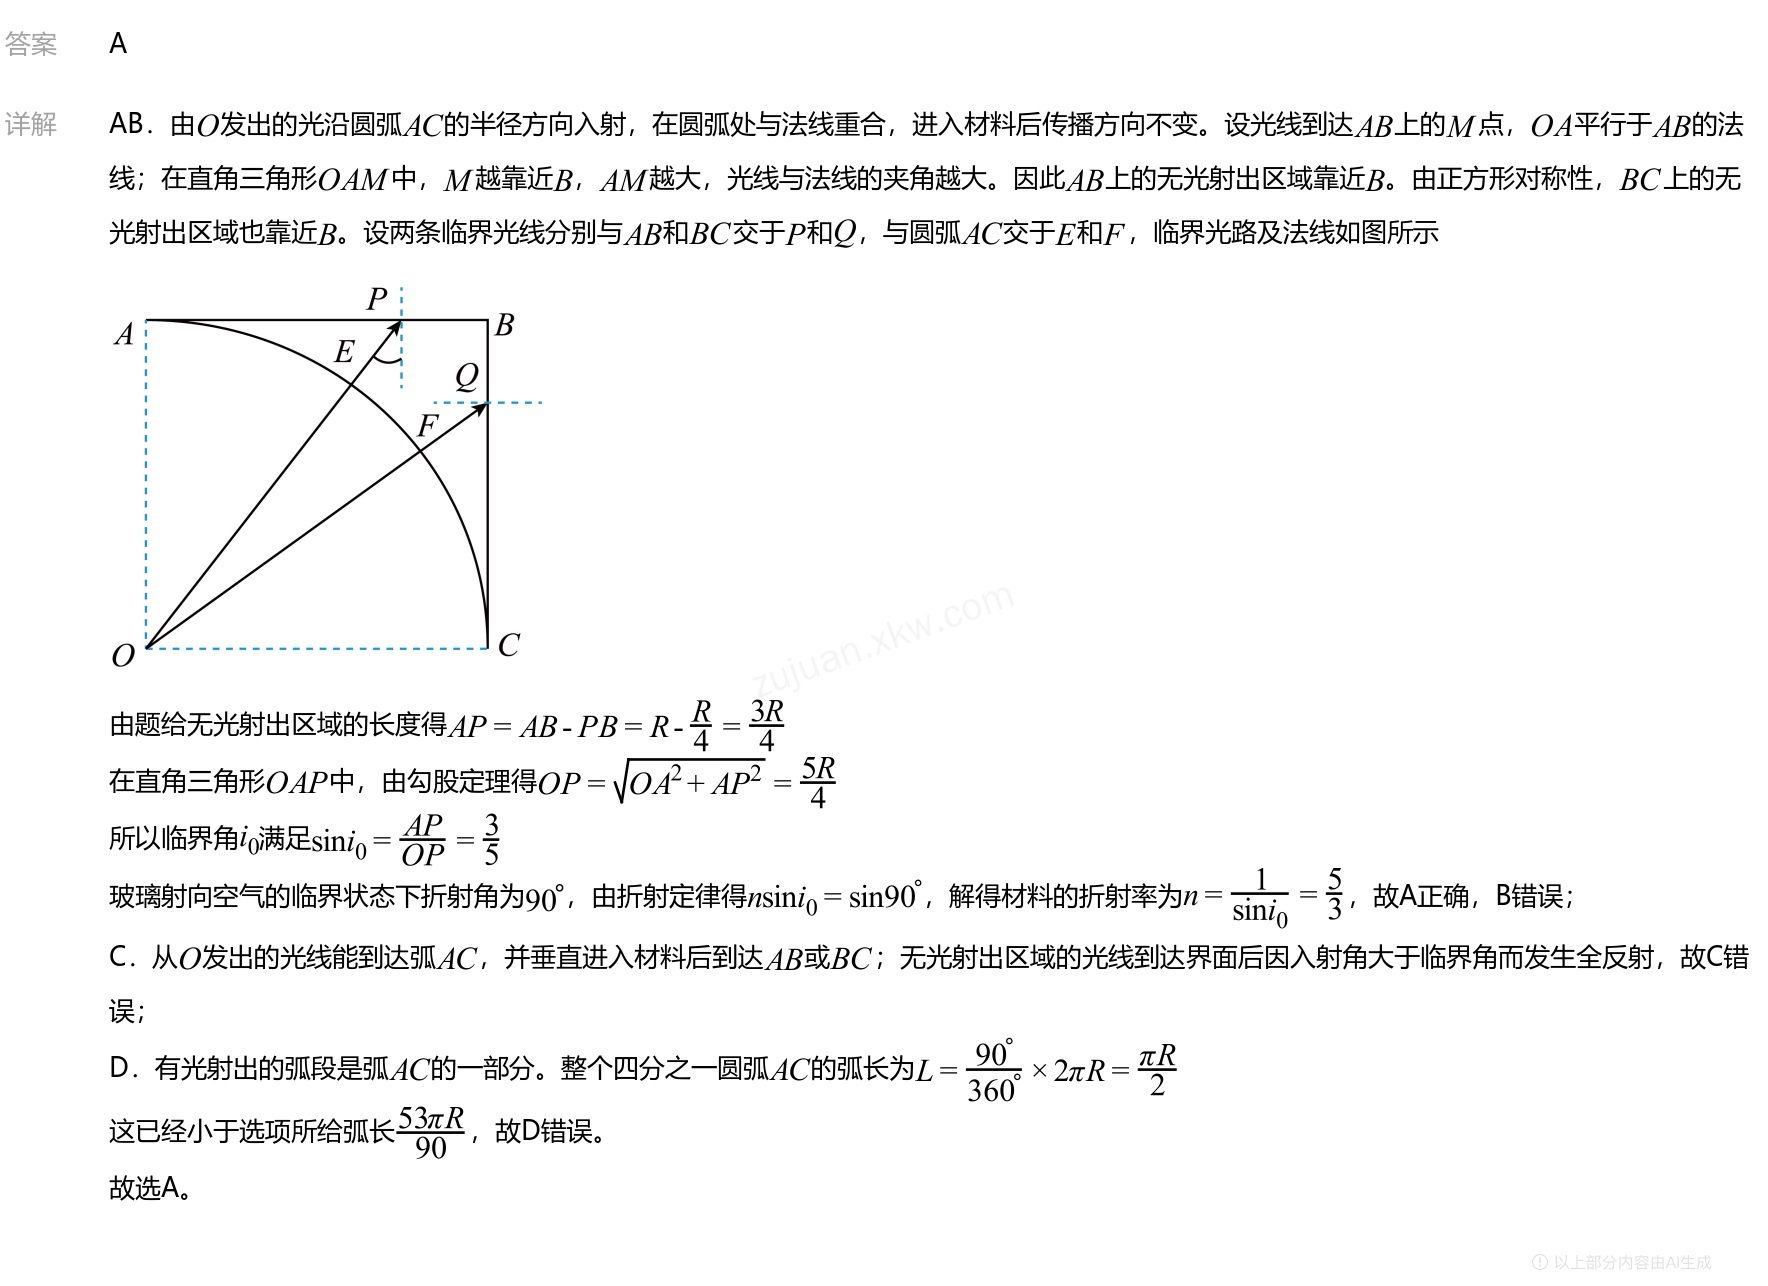 答案 A
详解 AB．由O发出的光沿圆弧AC的半径方向入射，在圆弧处与法线重合，进入材料后传播方向不变。设光线到达AB上的M点，OA平行于AB的法
线；在直角三角形OAM中，M越靠近B，AM越大，光线与法线的夹角越大。因此AB上的无光射出区域靠近B。由正方形对称性，BC上的无
光射出区域也靠近B。设两条临界光线分别与AB和BC交于P和Q，与圆弧AC交于E和F，临界光路及法线如图所示
P
A
B
E
Q
F
O
C
zujuan.xkw.com
由题给无光射出区域的长度得AP = AB - PB = R - R/4 = 3R/4
在直角三角形OAP中，由勾股定理得OP = √(OA² + AP²) = 5R/4
所以临界角i₀满足sini₀ = AP/OP = 3/5
玻璃射向空气的临界状态下折射角为90°，由折射定律得nsini₀ = sin90°，解得材料的折射率为n = 1/sini₀ = 5/3，故A正确，B错误；
C．从O发出的光线能到达弧AC，并垂直进入材料后到达AB或BC；无光射出区域的光线到达界面后因入射角大于临界角而发生全反射，故C错
误；
D．有光射出的弧段是弧AC的一部分。整个四分之一圆弧AC的弧长为L = 90°/360° × 2πR = πR/2
这已经小于选项所给弧长53πR/90，故D错误。
故选A。
以上部分内容由AI生成